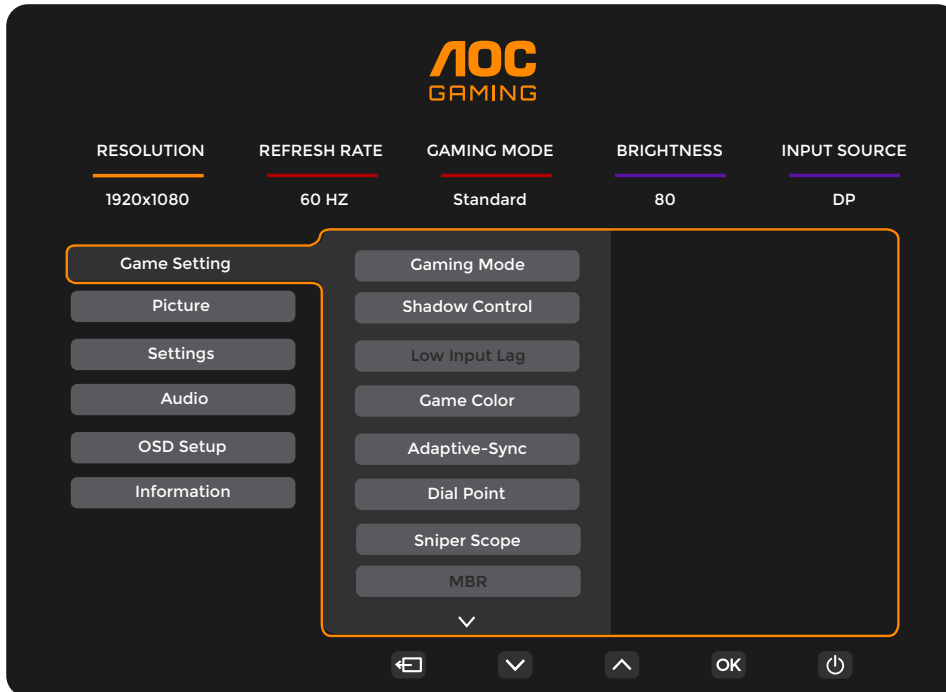 AOC
GAMING
RESOLUTION REFRESH RATE GAMING MODE BRIGHTNESS INPUT SOURCE
1920x1080 60 HZ Standard 80 DP
Game Setting
Picture
Settings
Audio
OSD Setup
Information
Gaming Mode
Shadow Control
Low Input Lag
Game Color
Adaptive-Sync
Dial Point
Sniper Scope
MBR
OK